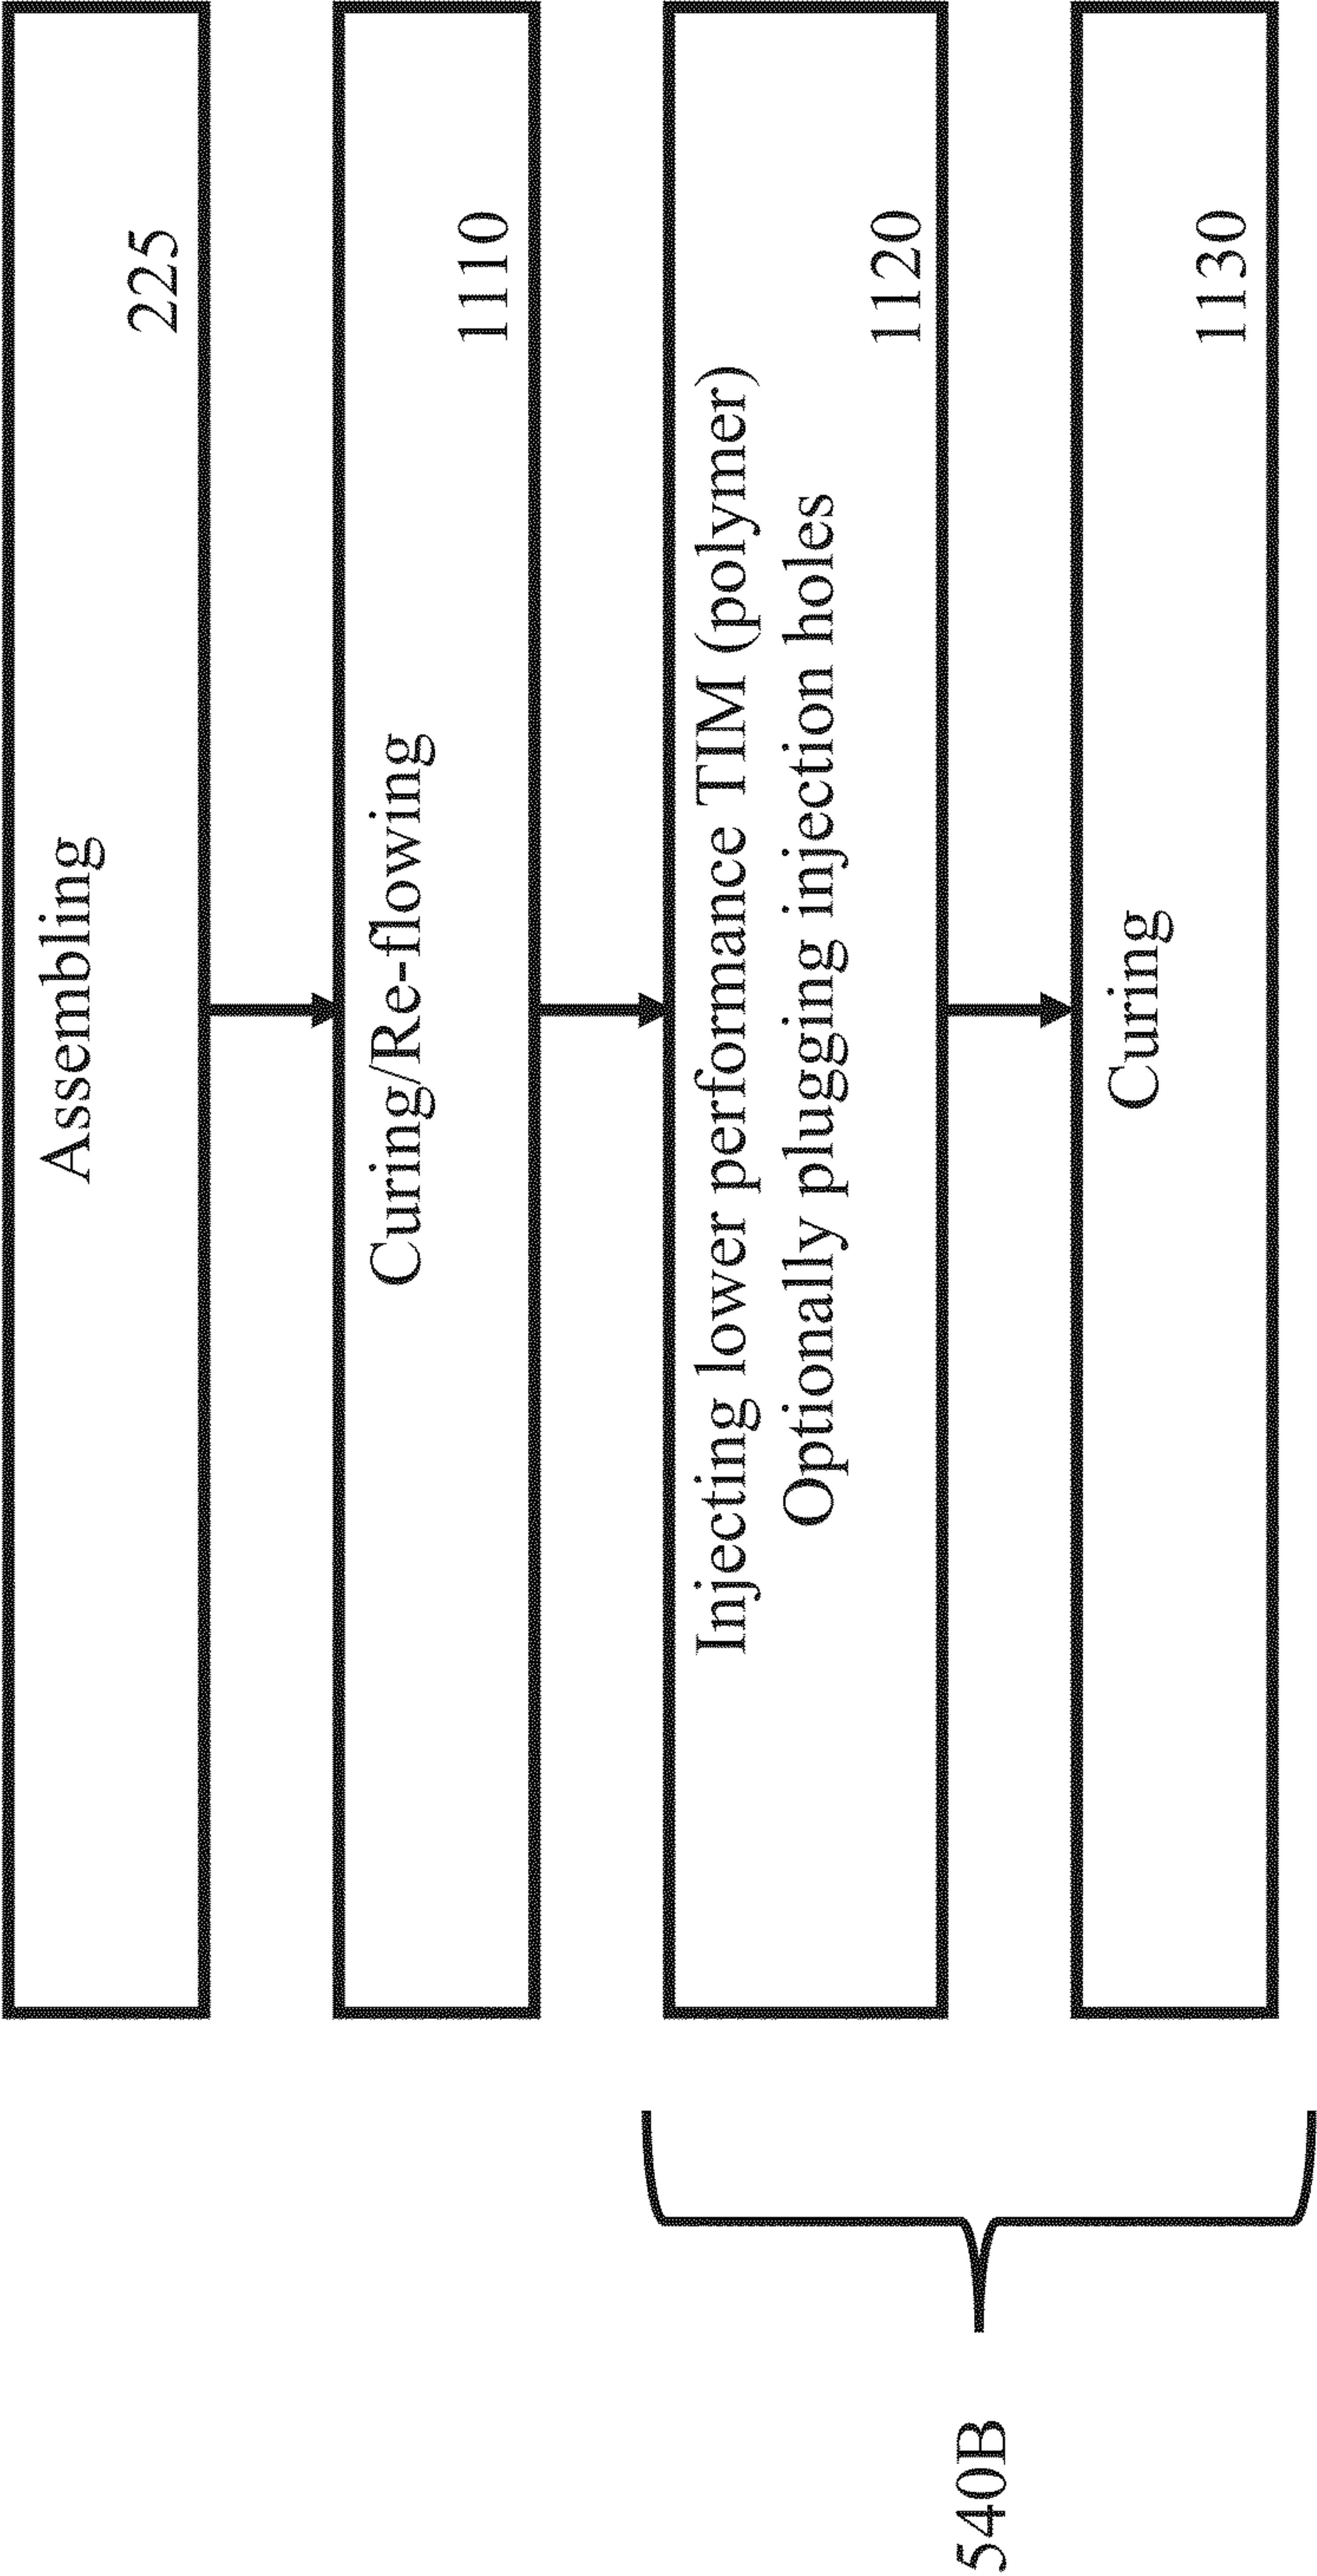 Assembling
225
Curing/Re-flowing
1110
Injecting lower performance TIM (polymer)
Optionally plugging injection holes
1120
Curing
1130
540B